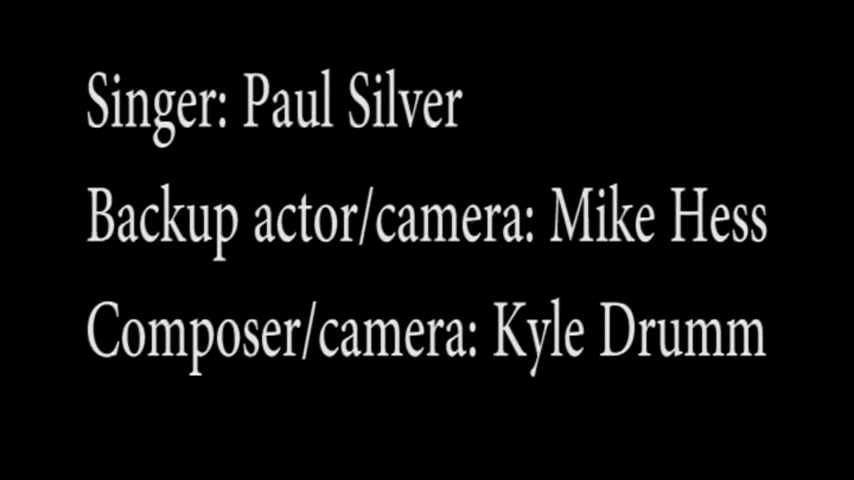 Singer: Paul Silver
Backup actor/camera: Mike Hess
Composer/camera: Kyle Drumm